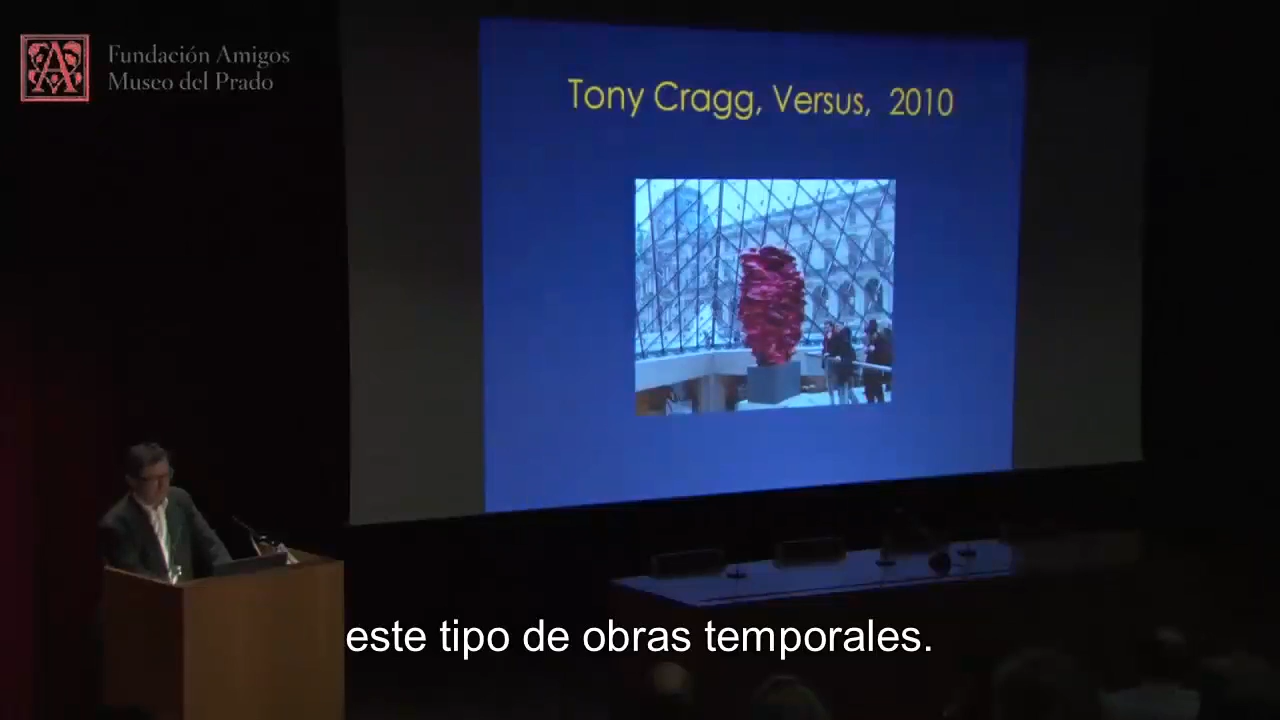 Fundación Amigos
Museo del Prado
Tony Cragg, Versus, 2010
este tipo de obras temporales.